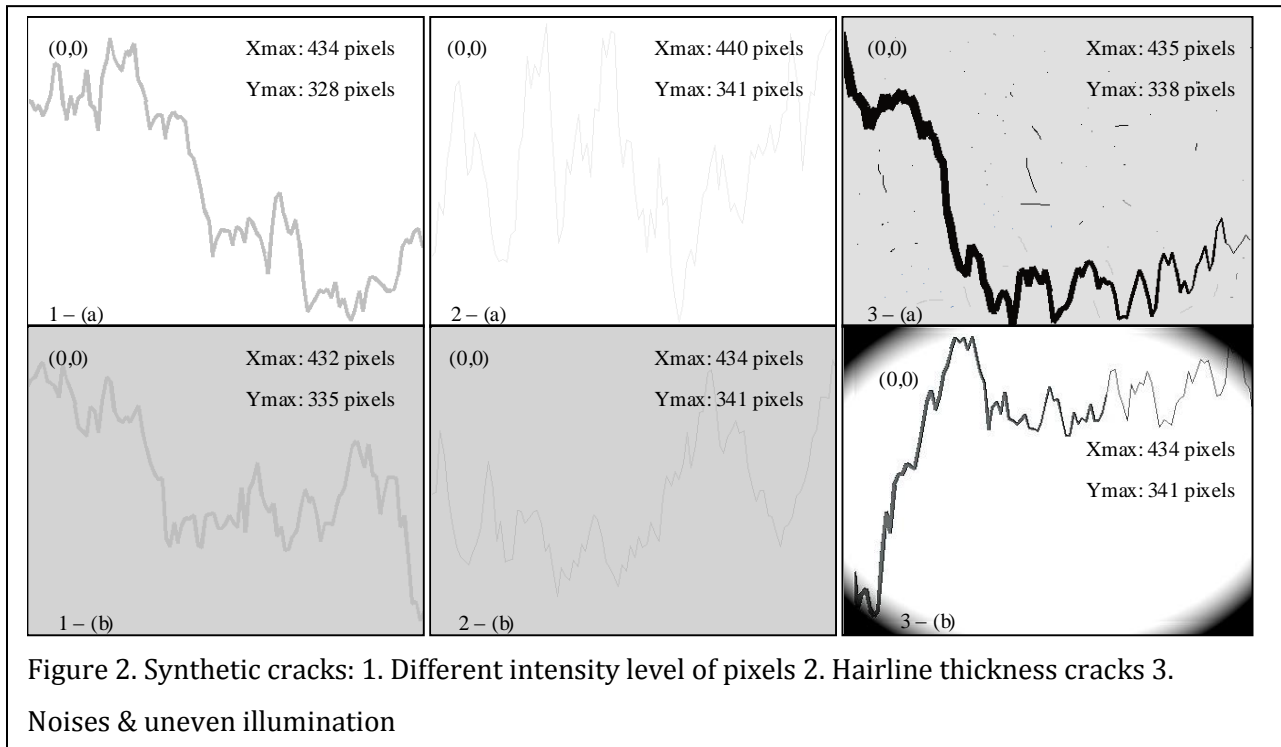 (0,0)
Xmax: 434 pixels
Ymax: 328 pixels
1 – (a)
(0,0)
Xmax: 440 pixels
Ymax: 341 pixels
2 – (a)
(0,0)
Xmax: 435 pixels
Ymax: 338 pixels
3 – (a)
(0,0)
Xmax: 432 pixels
Ymax: 335 pixels
1 – (b)
(0,0)
Xmax: 434 pixels
Ymax: 341 pixels
2 – (b)
(0,0)
Xmax: 434 pixels
Ymax: 341 pixels
3 – (b)
Figure 2. Synthetic cracks: 1. Different intensity level of pixels 2. Hairline thickness cracks 3.
Noises & uneven illumination